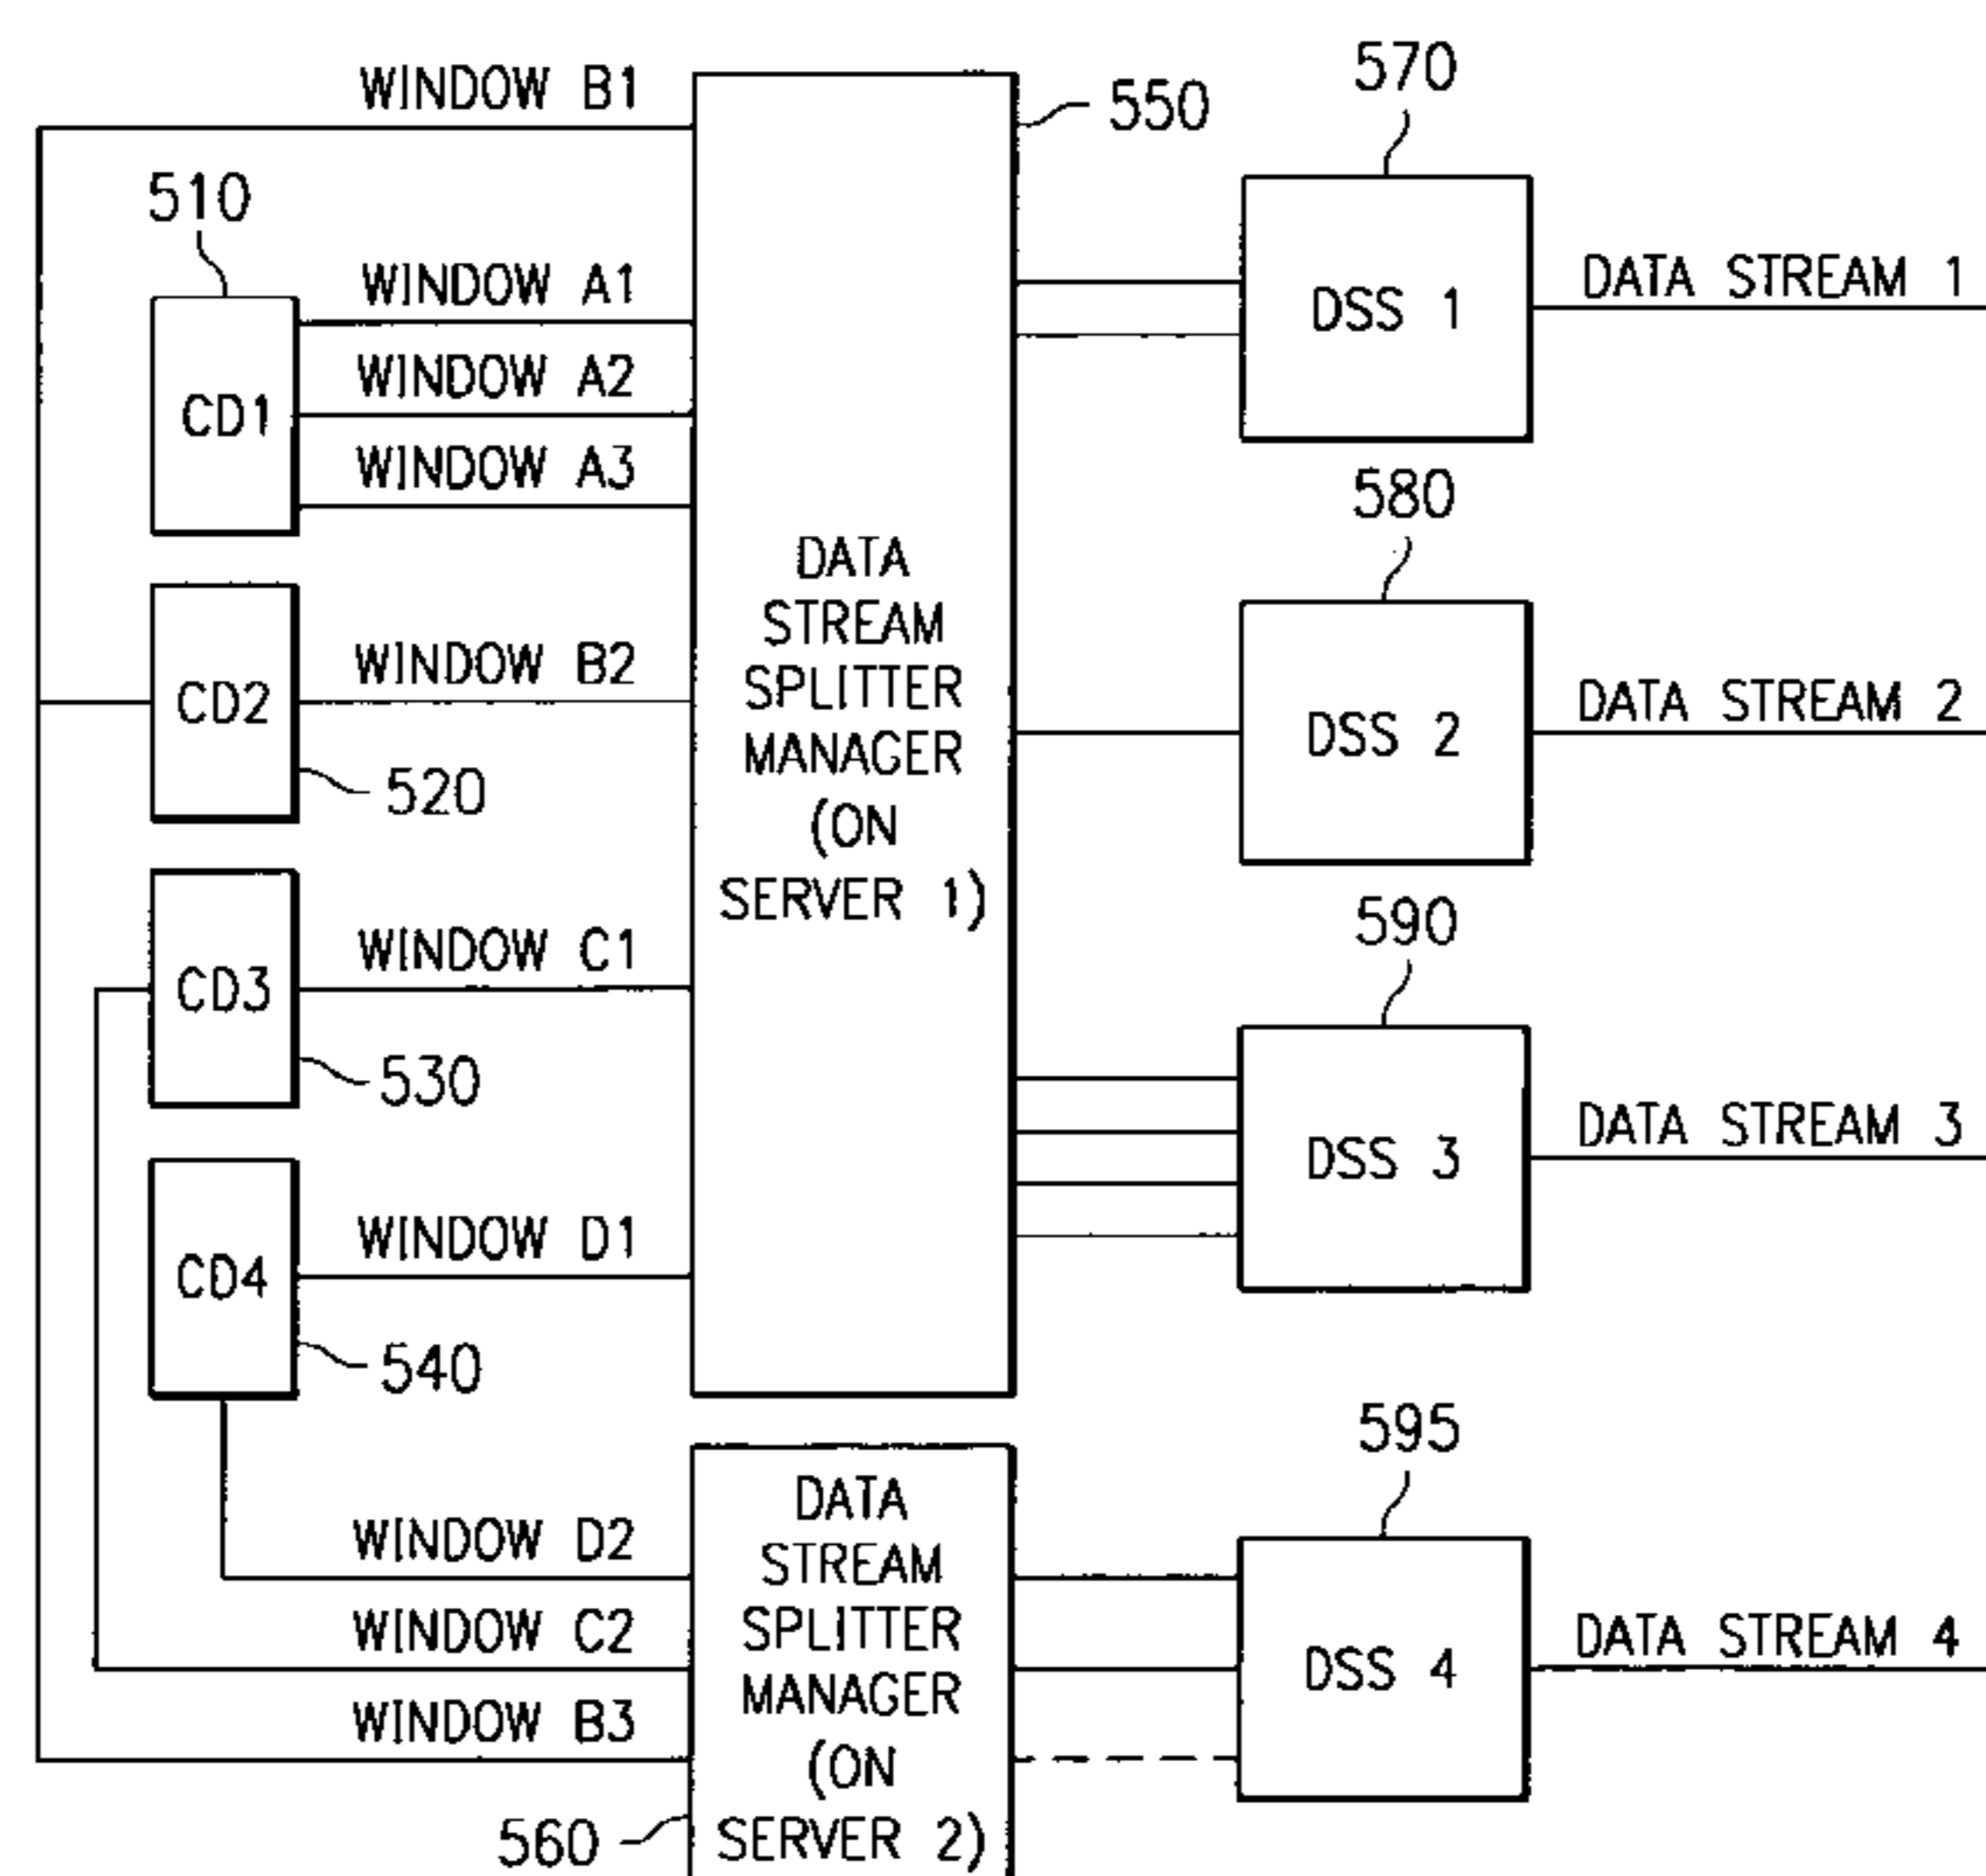 WINDOW B1
550
570
510
WINDOW A1
WINDOW A2
WINDOW A3
CD1
DSS 1
DATA STREAM 1
580
DATA
STREAM
SPLITTER
MANAGER
(ON
SERVER 1)
WINDOW B2
CD2
520
DSS 2
DATA STREAM 2
590
WINDOW C1
CD3
530
DSS 3
DATA STREAM 3
WINDOW D1
CD4
540
595
WINDOW D2
WINDOW C2
WINDOW B3
DATA
STREAM
SPLITTER
MANAGER
(ON
SERVER 2)
560
DSS 4
DATA STREAM 4